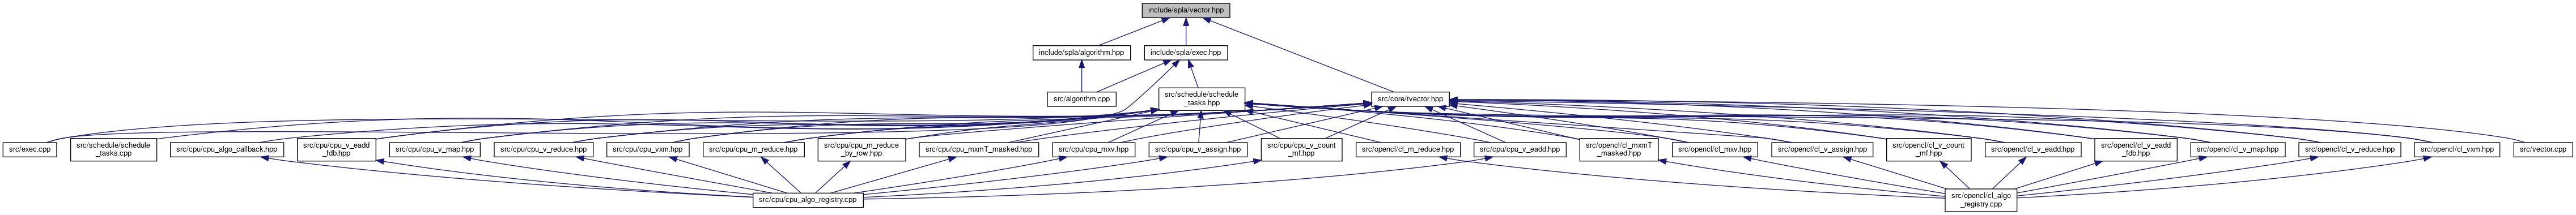 include/spla/vector.hpp
include/spla/algorithm.hpp
include/spla/exec.hpp
src/algorithm.cpp
src/schedule/schedule
_tasks.hpp
src/core/tvector.hpp
src/exec.cpp
src/schedule/schedule
_tasks.cpp
src/cpu/cpu_algo_callback.hpp
src/cpu/cpu_v_eadd
_fdb.hpp
src/cpu/cpu_v_map.hpp
src/cpu/cpu_v_reduce.hpp
src/cpu/cpu_vxm.hpp
src/cpu/cpu_m_reduce.hpp
src/cpu/cpu_m_reduce
_by_row.hpp
src/cpu/cpu_mxmT_masked.hpp
src/cpu/cpu_mxv.hpp
src/cpu/cpu_v_assign.hpp
src/cpu/cpu_v_count
_mf.hpp
src/opencl/cl_m_reduce.hpp
src/cpu/cpu_v_eadd.hpp
src/opencl/cl_mxmT
_masked.hpp
src/opencl/cl_mxv.hpp
src/opencl/cl_v_assign.hpp
src/opencl/cl_v_count
_mf.hpp
src/opencl/cl_v_eadd.hpp
src/opencl/cl_v_eadd
_fdb.hpp
src/opencl/cl_v_map.hpp
src/opencl/cl_v_reduce.hpp
src/opencl/cl_vxm.hpp
src/vector.cpp
src/cpu/cpu_algo_registry.cpp
src/opencl/cl_algo
_registry.cpp